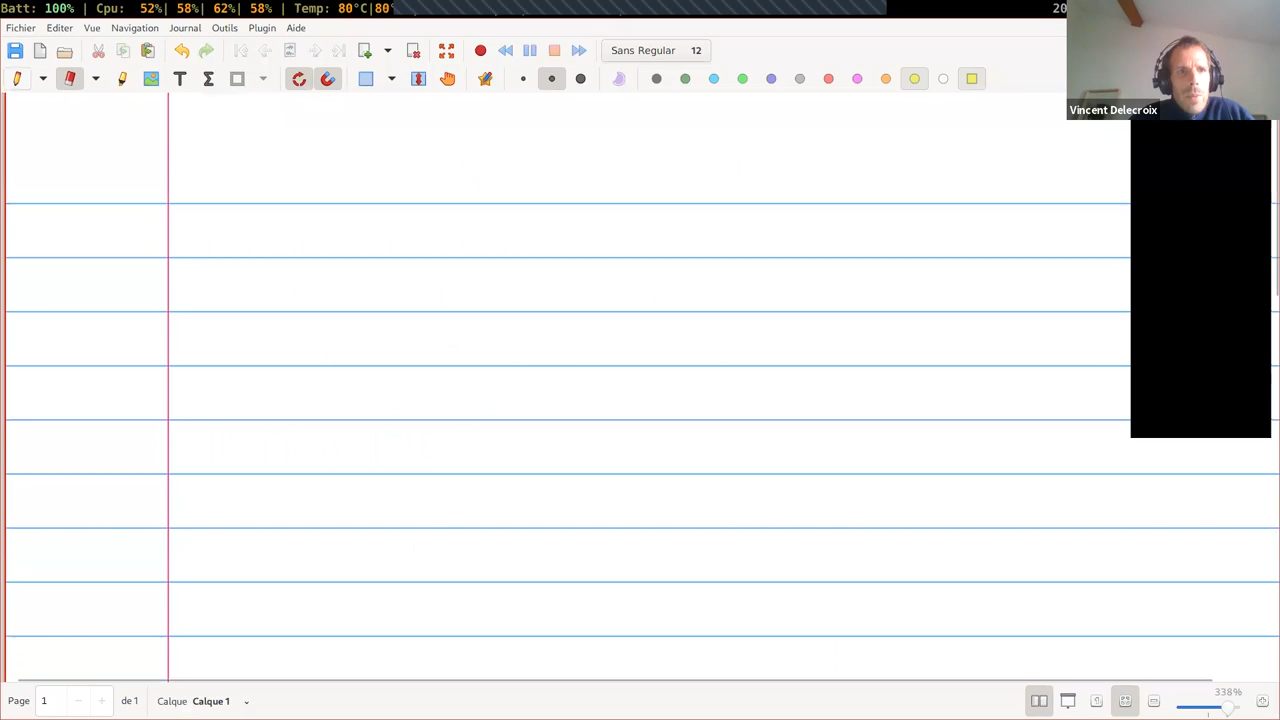 Batt: 100% | Cpu: 52%| 58%| 62%| 58% | Temp: 80°C|80°
20
Fichier Editer Vue Navigation Journal Outils Plugin Aide
Sans Regular 12
Vincent Delecroix
Page 1 de 1 Calque Calque 1
338%